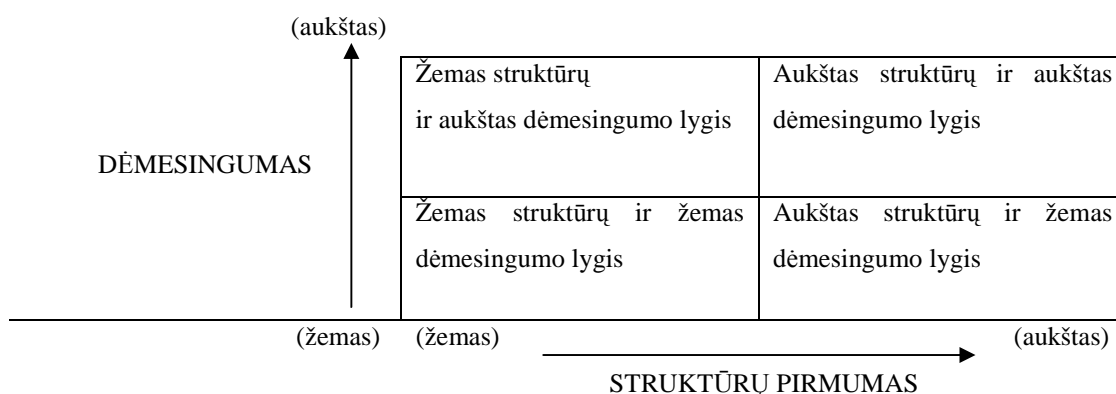 (aukštas)
Žemas struktūrų
ir aukštas dėmesingumo lygis
Aukštas struktūrų ir aukštas
dėmesingumo lygis
DĖMESINGUMAS
Žemas struktūrų ir žemas
dėmesingumo lygis
Aukštas struktūrų ir žemas
dėmesingumo lygis
(žemas)
(žemas)
(aukštas)
STRUKTŪRŲ PIRMUMAS